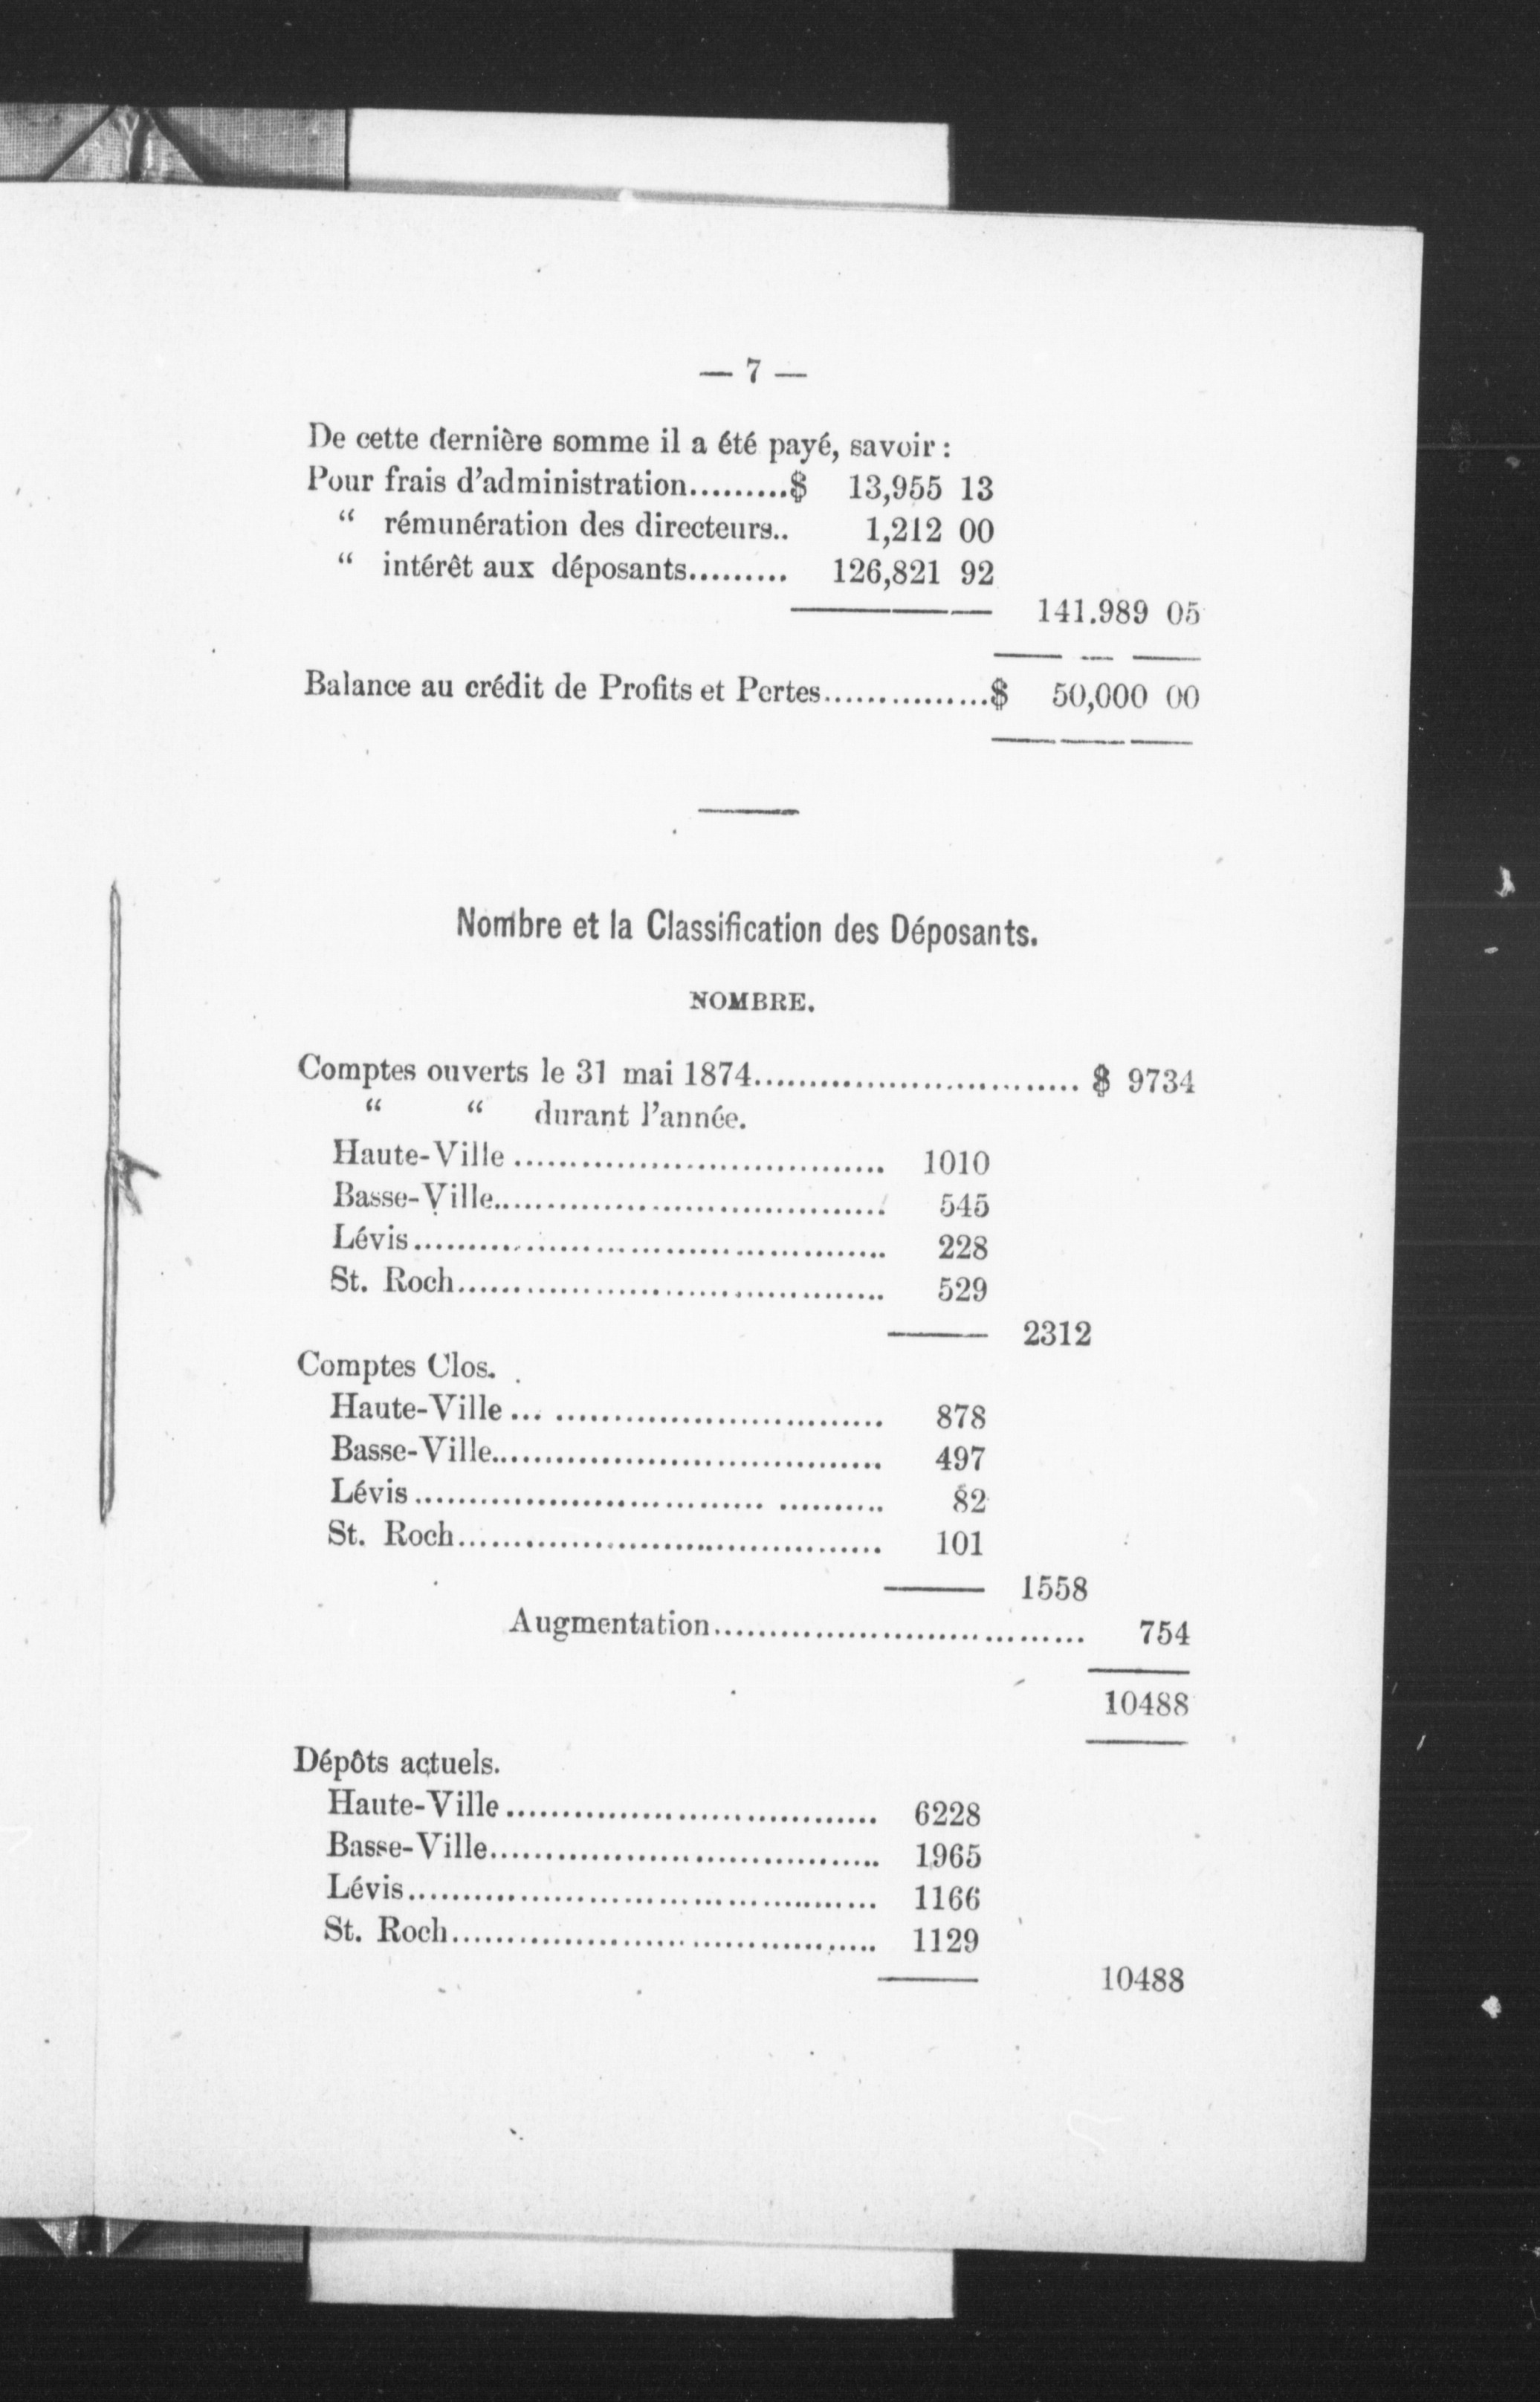 — 7 —
De cette dernière somme il a été payé, savoir :
Pour frais d'administration.........$ 13,955 13
“ rémunération des directeurs.. 1,212 00
“ intérêt aux déposants......... 126,821 92
141.989 05
Balance au crédit de Profits et Pertes...............$ 50,000 00
Nombre et la Classification des Déposants.
NOMBRE.
Comptes ouverts le 31 mai 1874.............................. $ 9734
“ “ durant l'année.
Haute-Ville .................................. 1010
Basse-Ville.................................... 545
Lévis........................................... 228
St. Roch....................................... 529
2312
Comptes Clos.
Haute-Ville ... .............................. 878
Basse-Ville.................................... 497
Lévis................................ .......... 82
St. Roch....................................... 101
1558
Augmentation.................................. 754
10488
Dépôts actuels.
Haute-Ville.................................. 6228
Basse-Ville.................................... 1965
Lévis........................................... 1166
St. Roch....................................... 1129
10488